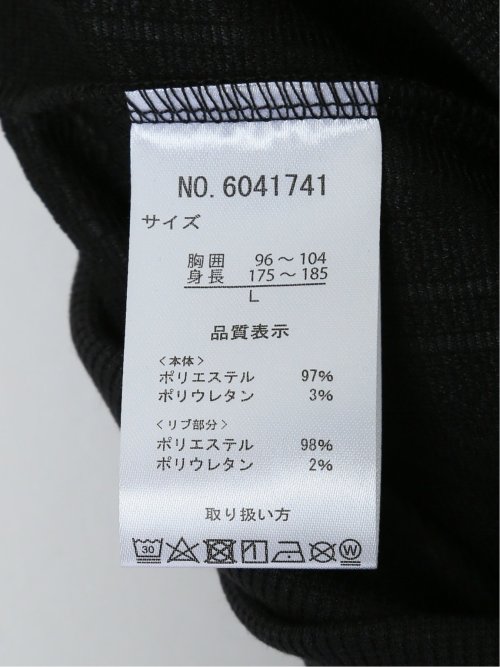 NO. 6041741
サイズ
胸囲 96～104
身長 175～185
L
品質表示
＜本体＞
ポリエステル 97%
ポリウレタン 3%
＜リブ部分＞
ポリエステル 98%
ポリウレタン 2%
取り扱い方
30 W